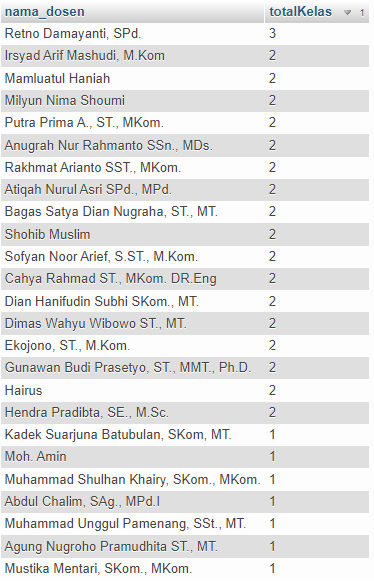 nama_dosen totalKelas 1
Retno Damayanti, SPd. 3
Irsyad Arif Mashudi, M.Kom 2
Mamluatul Haniah 2
Milyun Nima Shoumi 2
Putra Prima A., ST., MKom. 2
Anugrah Nur Rahmanto SSn., MDs. 2
Rakhmat Arianto SST., MKom. 2
Atiqah Nurul Asri SPd., MPd. 2
Bagas Satya Dian Nugraha, ST., MT. 2
Shohib Muslim 2
Sofyan Noor Arief, S.ST., M.Kom. 2
Cahya Rahmad ST., MKom. DR.Eng 2
Dian Hanifudin Subhi SKom., MT. 2
Dimas Wahyu Wibowo ST., MT. 2
Ekojono, ST., M.Kom. 2
Gunawan Budi Prasetyo, ST., MMT., Ph.D. 2
Hairus 2
Hendra Pradibta, SE., M.Sc. 2
Kadek Suarjuna Batubulan, SKom, MT. 1
Moh. Amin 1
Muhammad Shulhan Khairy, SKom., MKom. 1
Abdul Chalim, SAg., MPd.I 1
Muhammad Unggul Pamenang, SSt., MT. 1
Agung Nugroho Pramudhita ST., MT. 1
Mustika Mentari, SKom., MKom. 1